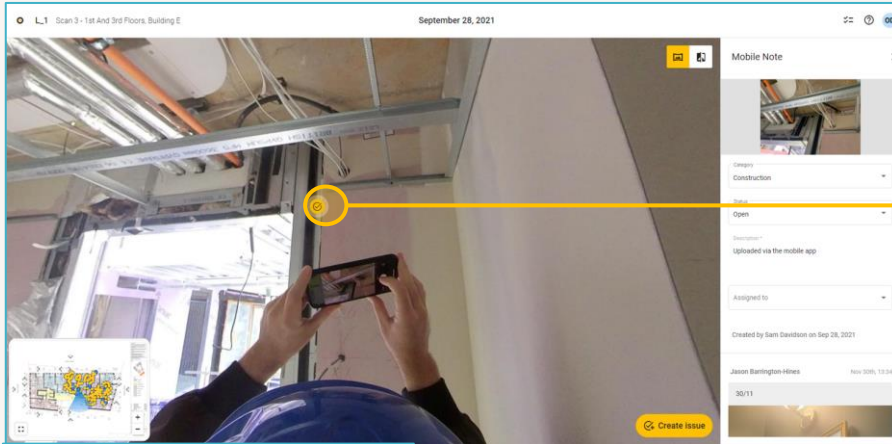 L_1 Scan 3 - 1st And 3rd Floors, Building E
September 28, 2021
Mobile Note
Category
Construction
Status
Open
Description *
Uploaded via the mobile app
Assigned to
Created by Sam Davidson on Sep 28, 2021
Jason Barrington-Hines
30/11
Create issue